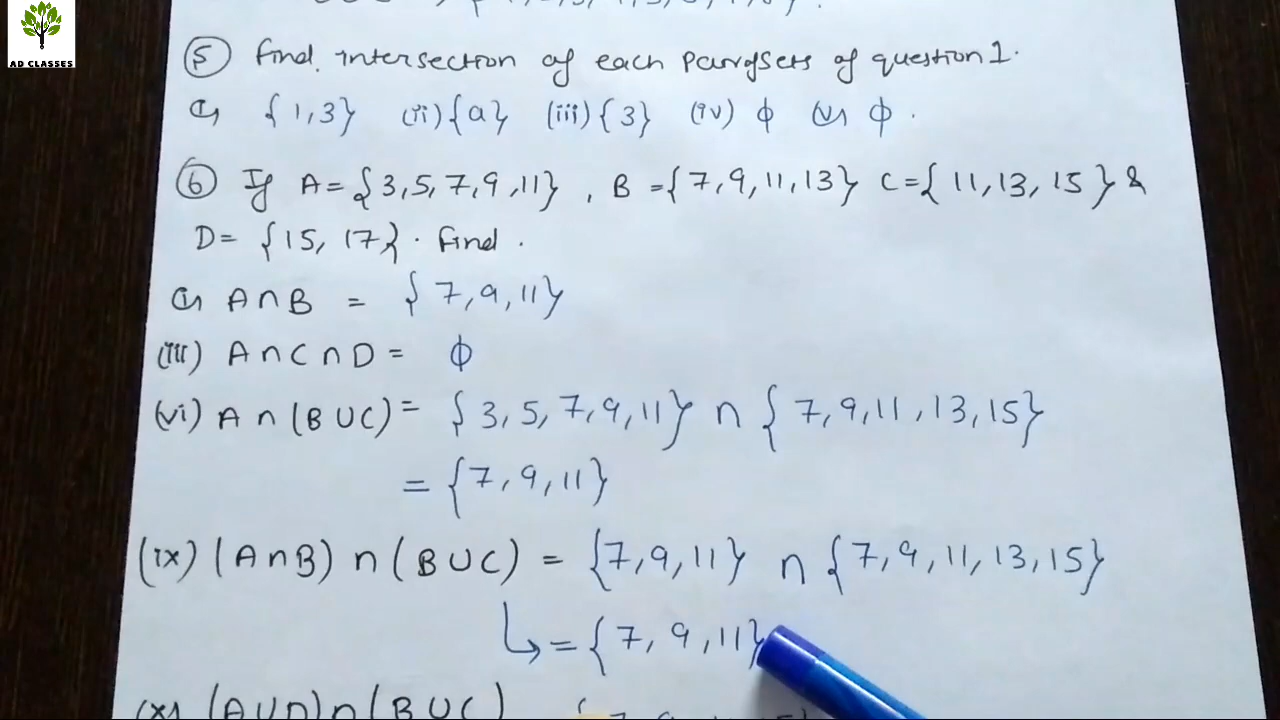 AD CLASSES
⑤ Find intersection of each pair of sets of question 1.
(i) {1,3} (ii) {a} (iii) {3} (iv) ϕ (v) ϕ .
⑥ If A = {3,5,7,9,11} , B = {7,9,11,13} C = {11,13,15} &
D = {15, 17} . Find .
(i) A∩B = {7,9,11}
(iii) A∩C∩D = ϕ
(vi) A∩(B∪C) = {3,5,7,9,11} ∩ {7,9,11,13,15}
= {7,9,11}
(ix) (A∩B)∩(B∪C) = {7,9,11} ∩ {7,9,11,13,15}
↳ = {7,9,11}
(x) (A∪D)∩(B∪C)